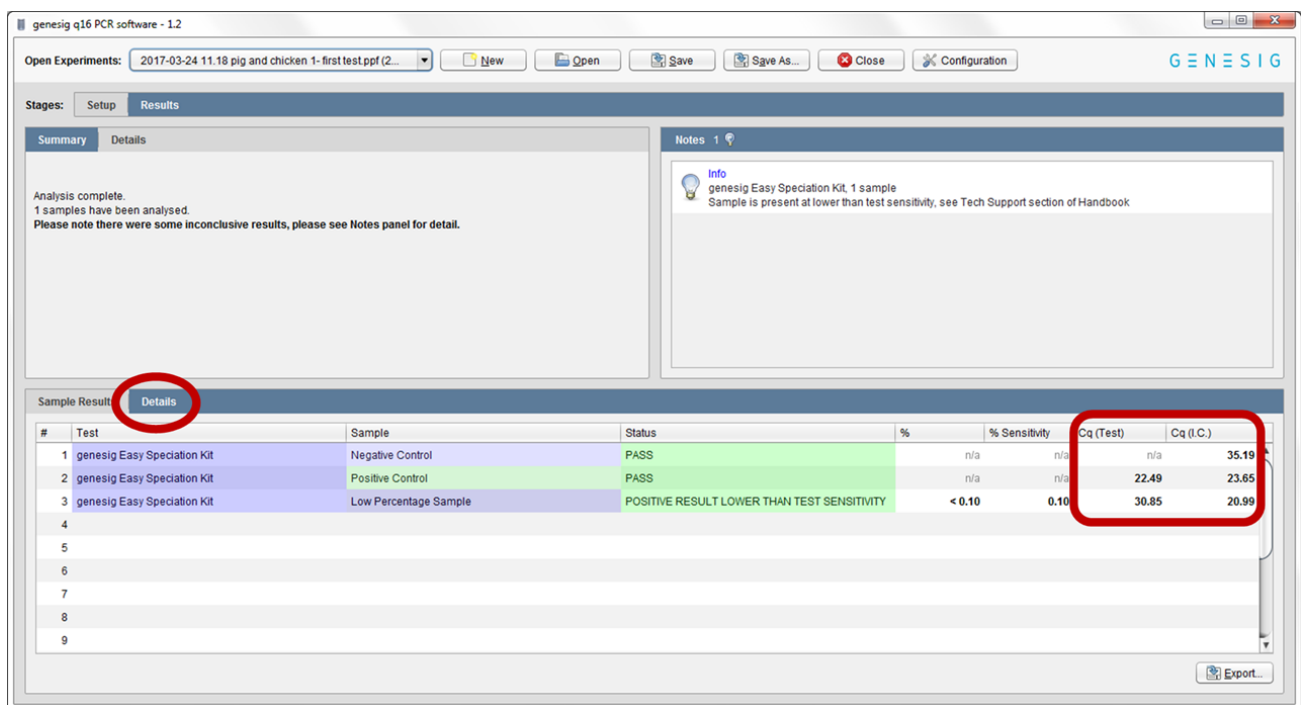 genesig q16 PCR software - 1.2
Open Experiments: 2017-03-24 11.18 pig and chicken 1- first test.ppf (2... New Open Save Save As... Close Configuration GENESIG
Stages: Setup Results
Summary Details
Notes 1
Analysis complete.
1 samples have been analysed.
Please note there were some inconclusive results, please see Notes panel for detail.
Info
genesig Easy Speciation Kit, 1 sample
Sample is present at lower than test sensitivity, see Tech Support section of Handbook
Sample Result Details
# Test Sample Status % % Sensitivity Cq (Test) Cq (I.C.)
1 genesig Easy Speciation Kit Negative Control PASS n/a n/a n/a 35.19
2 genesig Easy Speciation Kit Positive Control PASS n/a n/a 22.49 23.65
3 genesig Easy Speciation Kit Low Percentage Sample POSITIVE RESULT LOWER THAN TEST SENSITIVITY < 0.10 0.10 30.85 20.99
4
5
6
7
8
9
Export...